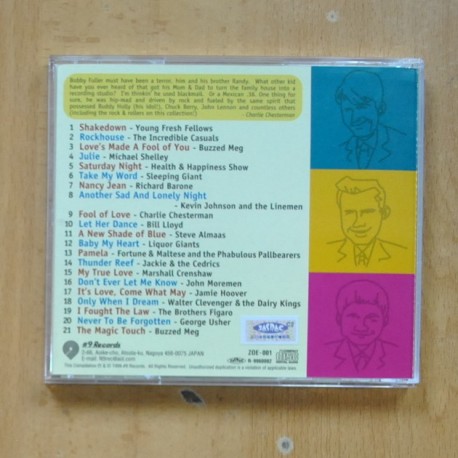 Bobby Fuller must have been a tense, him and his brother Randy. What other kid
have you ever heard of that got his Mom & Dad to turn the family house into
a recording studio? I'm thinkin' he used blackmail. Or a Mexican .38. One thing for
sure, he was hip-mad and driven by rock and fueled by the same spirit that
possessed Buddy Holly (his idol!), Chuck Berry, John Lennon and countless others
(including the rock & rollers on this collection!)
-Charlie Chesterman
1 Shakedown - Young Fresh Fellows
2 Rockhouse - The Incredible Casuals
3 Love's Made A Fool of You - Buzzed Meg
4 Julie - Michael Shelley
5 Saturday Night - Health & Happiness Show
6 Take My Word - Sleeping Giant
7 Nancy Jean - Richard Barone
8 Another Sad And Lonely Night
- Kevin Johnson and the Linemen
9 Fool of Love - Charlie Chesterman
10 Let Her Dance - Bill Lloyd
11 A New Shade of Blue - Steve Almaas
12 Baby My Heart - Liquor Giants
13 Pamela - Fortune & Maltese and the Phabulous Pallbearers
14 Thunder Reef - Jackie & the Cedrics
15 My True Love - Marshall Crenshaw
16 Don't Ever Let Me Know - John Moremen
17 It's Love, Come What May - Jamie Hoover
18 Only When I Dream - Walter Clevenger & the Dairy Kings
19 I Fought The Law - The Brothers Figaro
20 Never To Be Forgotten - George Usher
21 The Magic Touch - Buzzed Meg
#9 Records
Nagoya 458-0075 JAPAN
ZOE-001